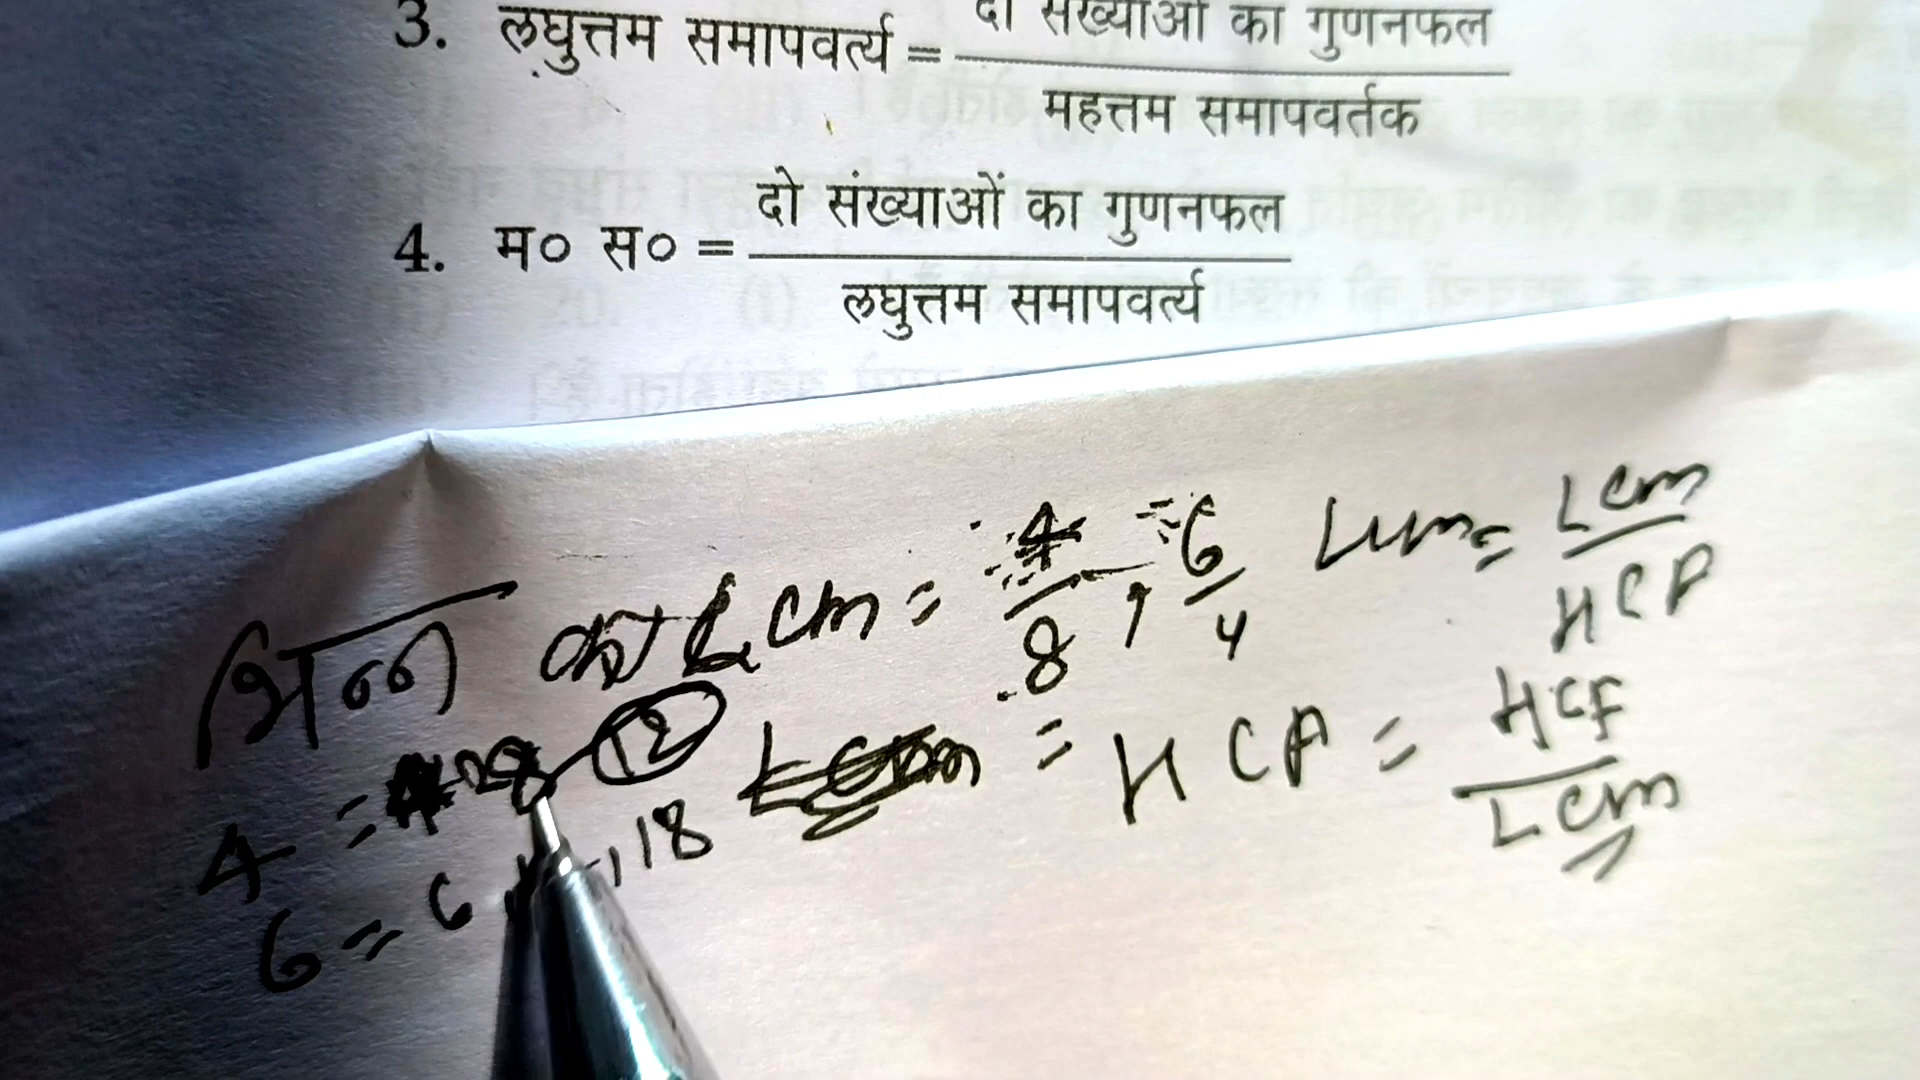 3. लघुत्तम समापवर्त्य = दो संख्याओं का गुणनफल
महत्तम समापवर्तक
4. म० स० = दो संख्याओं का गुणनफल
लघुत्तम समापवर्त्य
भिन्न का LCM = 4/8 , 6/4 LCM = LCM/HCF
= HCF = HCF/LCM
4 = 8 12
6 = 6, 18